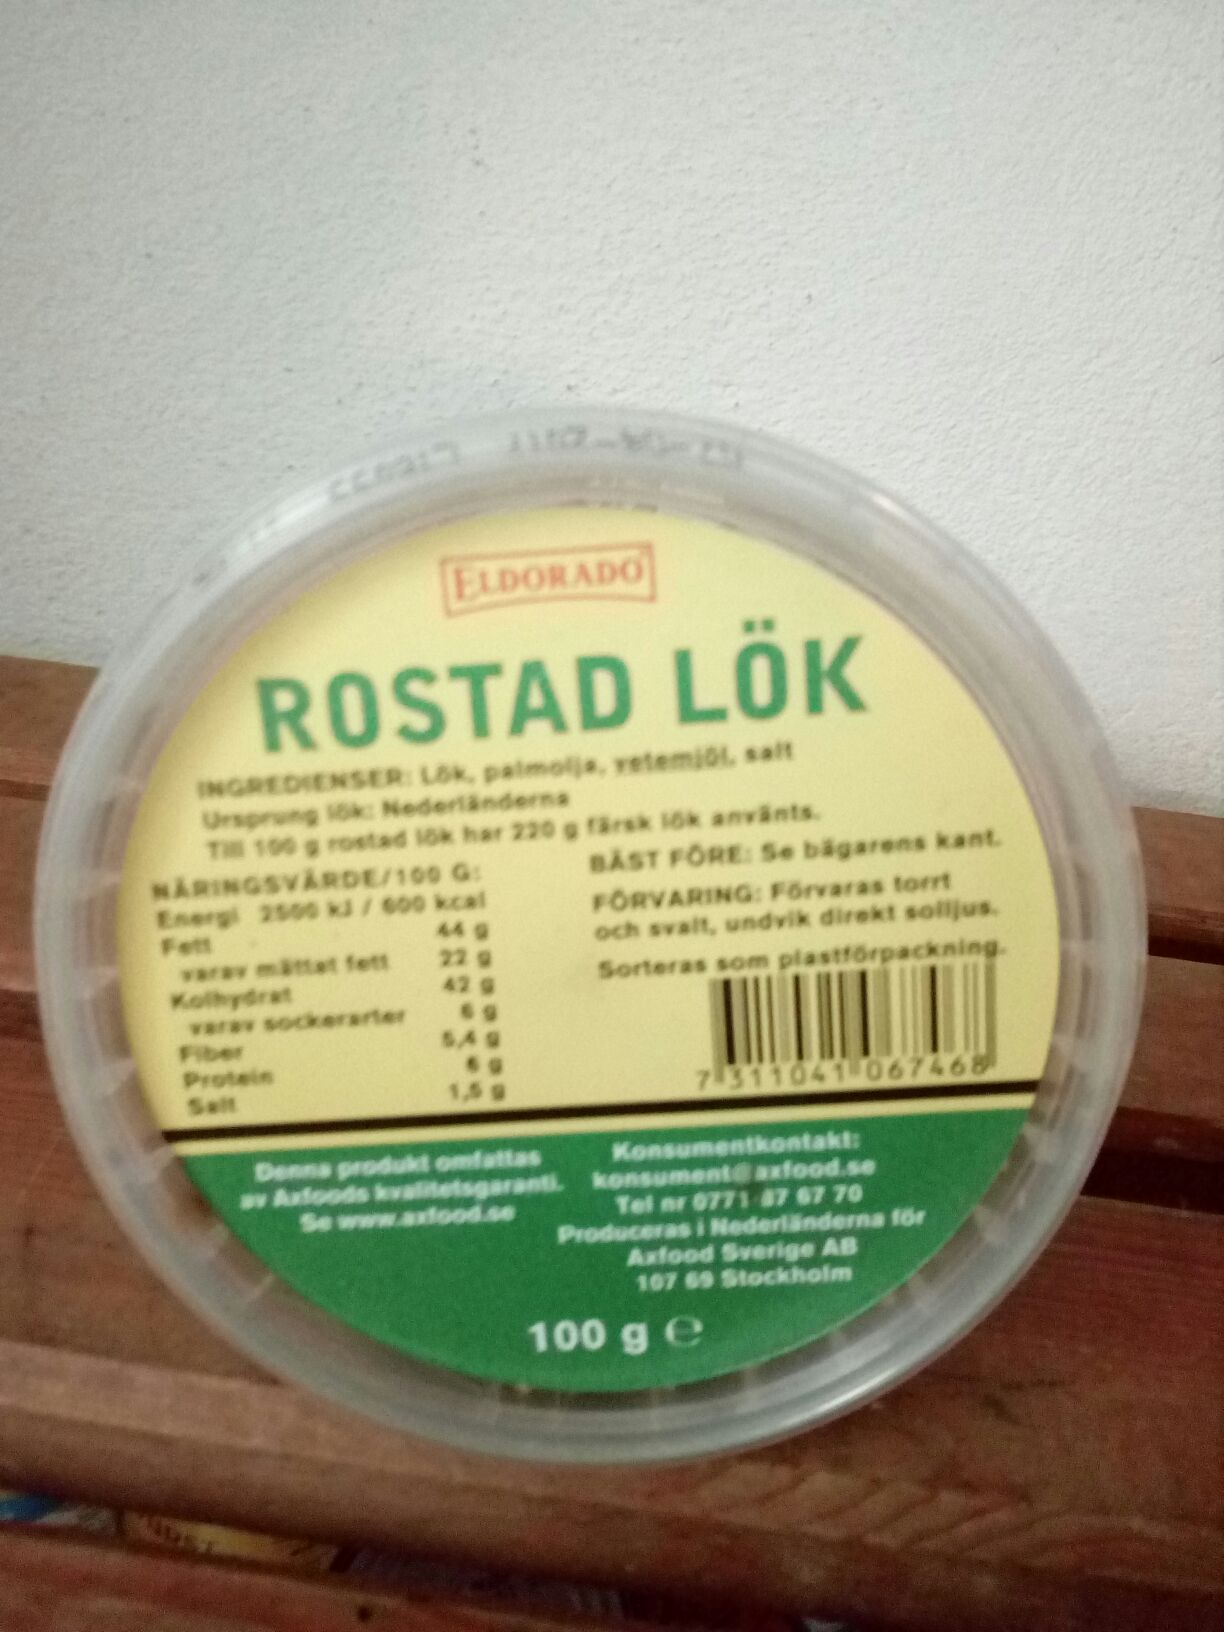 ELDORADO
ROSTAD LÖK
INGREDIENSER: Lök, palmolja, vetemjöl, salt
Ursprung lök: Nederländerna
Till 100 g rostad lök har 220 g färsk lök använts.
NÄRINGSVÄRDE/100 G:
Energi 2500 kJ / 600 kcal
Fett 44 g
varav mättat fett 22 g
Kolhydrat 42 g
varav sockerarter 6 g
Fiber 5,4 g
Protein 6 g
Salt 1,5 g
BÄST FÖRE: Se bägarens kant.
FÖRVARING: Förvaras torrt
och svalt, undvik direkt solljus.
Sorteras som plastförpackning.
7 311041 067468
Denna produkt omfattas
av Axfoods kvalitetsgaranti.
Se www.axfood.se
Konsumentkontakt:
konsument@axfood.se
Tel nr 0771 87 67 70
Produceras i Nederländerna för
Axfood Sverige AB
107 69 Stockholm
100 g e